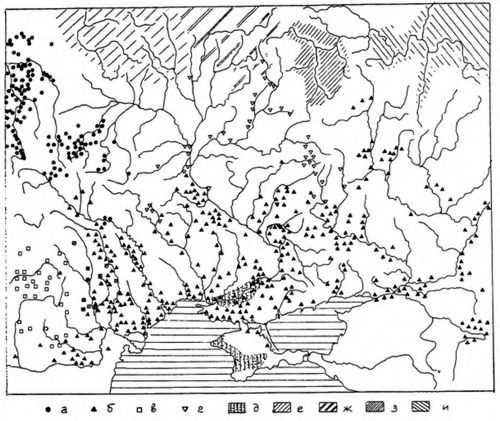 а б в г д е ж з и